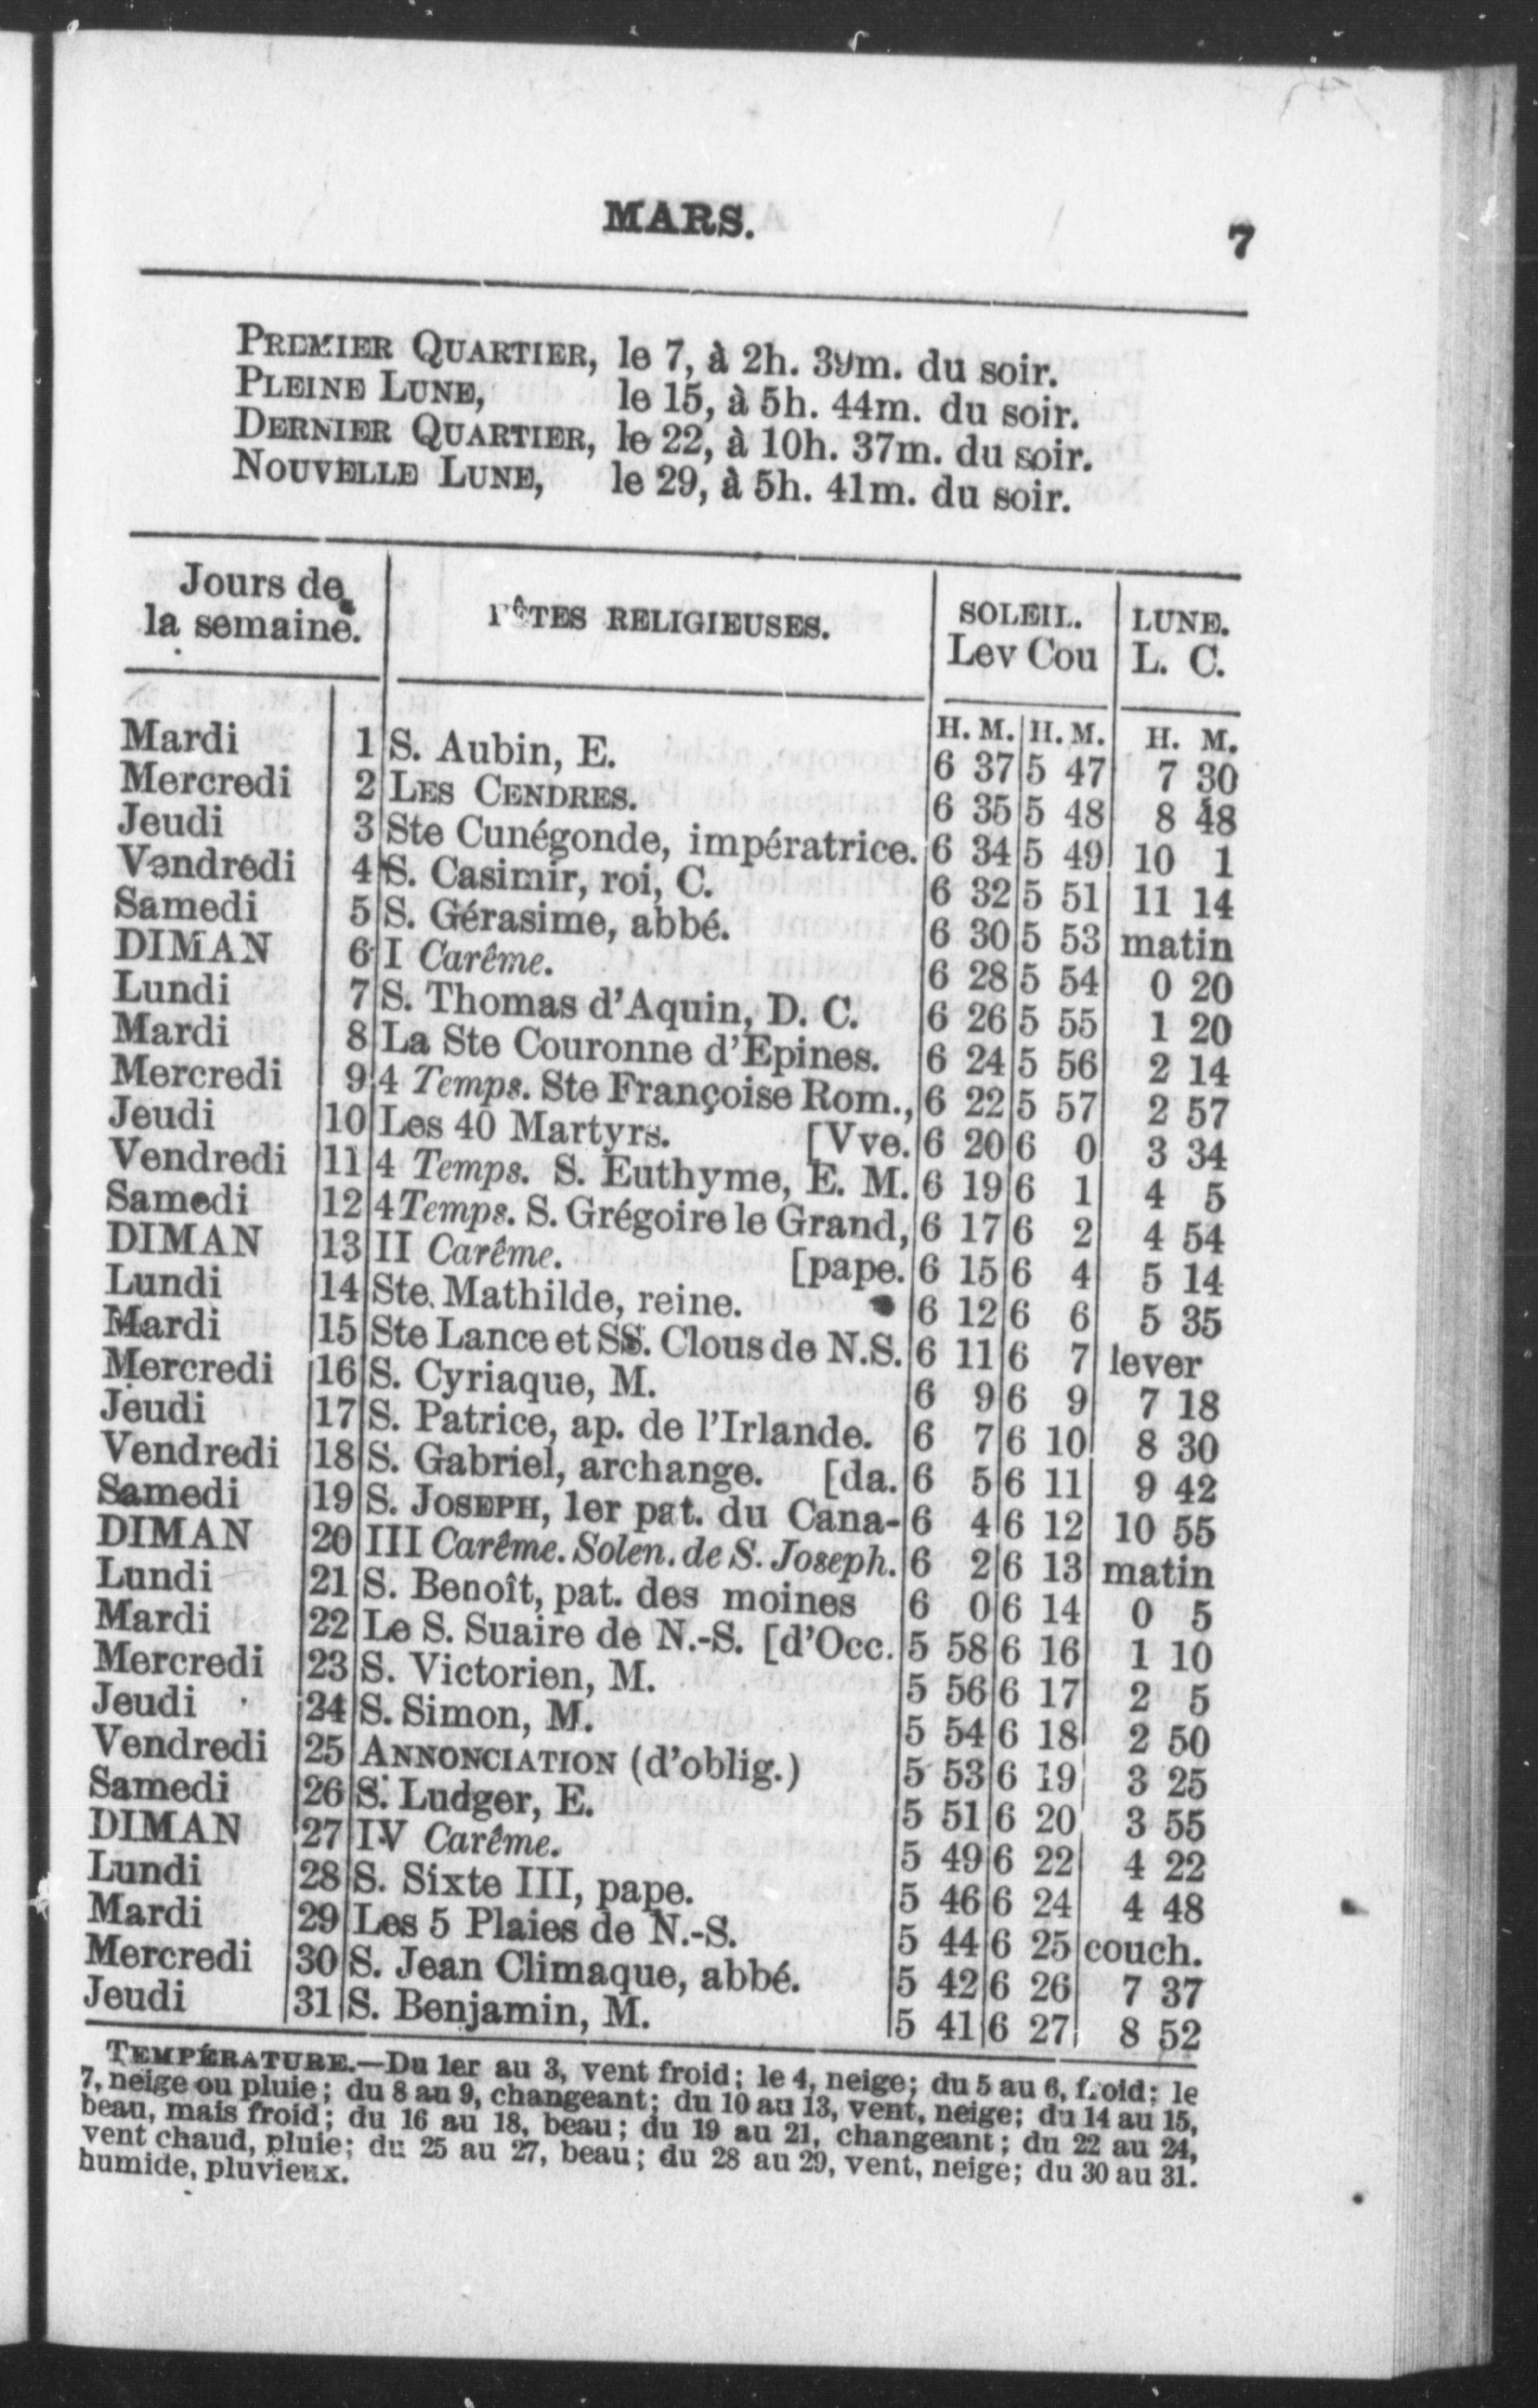 MARS.
7
PREMIER QUARTIER, le 7, à 2h. 39m. du soir.
PLEINE LUNE, le 15, à 5h. 44m. du soir.
DERNIER QUARTIER, le 22, à 10h. 37m. du soir.
NOUVELLE LUNE, le 29, à 5h. 41m. du soir.
Jours de la semaine. FÊTES RELIGIEUSES. SOLEIL. LUNE.
Lev Cou L. C.
H. M. H. M. H. M.
Mardi 1 S. Aubin, E. 6 37 5 47 7 30
Mercredi 2 LES CENDRES. 6 35 5 48 8 48
Jeudi 3 Ste Cunégonde, impératrice. 6 34 5 49 10 1
Vendredi 4 S. Casimir, roi, C. 6 32 5 51 11 14
Samedi 5 S. Gérasime, abbé. 6 30 5 53 matin
DIMAN 6 I Carême. 6 28 5 54 0 20
Lundi 7 S. Thomas d'Aquin, D. C. 6 26 5 55 1 20
Mardi 8 La Ste Couronne d'Epines. 6 24 5 56 2 14
Mercredi 9 4 Temps. Ste Françoise Rom., 6 22 5 57 2 57
Jeudi 10 Les 40 Martyrs. [Vve. 6 20 6 0 3 34
Vendredi 11 4 Temps. S. Euthyme, E. M. 6 19 6 1 4 5
Samedi 12 4 Temps. S. Grégoire le Grand, 6 17 6 2 4 54
DIMAN 13 II Carême. [pape. 6 15 6 4 5 14
Lundi 14 Ste. Mathilde, reine. 6 12 6 6 5 35
Mardi 15 Ste Lance et SS. Clous de N.S. 6 11 6 7 lever
Mercredi 16 S. Cyriaque, M. 6 9 6 9 7 18
Jeudi 17 S. Patrice, ap. de l'Irlande. 6 7 6 10 8 30
Vendredi 18 S. Gabriel, archange. [da. 6 5 6 11 9 42
Samedi 19 S. JOSEPH, 1er pat. du Cana- 6 4 6 12 10 55
DIMAN 20 III Carême. Solen. de S. Joseph. 6 2 6 13 matin
Lundi 21 S. Benoît, pat. des moines 6 0 6 14 0 5
Mardi 22 Le S. Suaire de N.-S. [d'Occ. 5 58 6 16 1 10
Mercredi 23 S. Victorien, M. 5 56 6 17 2 5
Jeudi 24 S. Simon, M. 5 54 6 18 2 50
Vendredi 25 ANNONCIATION (d'oblig.) 5 53 6 19 3 25
Samedi 26 S. Ludger, E. 5 51 6 20 3 55
DIMAN 27 IV Carême. 5 49 6 22 4 22
Lundi 28 S. Sixte III, pape. 5 46 6 24 4 48
Mardi 29 Les 5 Plaies de N.-S. 5 44 6 25 couch.
Mercredi 30 S. Jean Climaque, abbé. 5 42 6 26 7 37
Jeudi 31 S. Benjamin, M. 5 41 6 27 8 52
TEMPÉRATURE.—Du 1er au 3, vent froid; le 4, neige; du 5 au 6, froid; le
7, neige ou pluie; du 8 au 9, changeant; du 10 au 13, vent, neige; du 14 au 15,
beau, mais froid; du 16 au 18, beau; du 19 au 21, changeant; du 22 au 24,
vent chaud, pluie; du 25 au 27, beau; du 28 au 29, vent, neige; du 30 au 31.
humide, pluvieux.